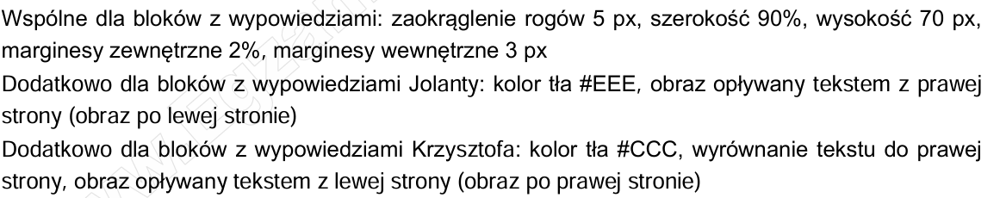 Wspólne dla bloków z wypowiedziami: zaokrąglenie rogów 5 px, szerokość 90%, wysokość 70 px,
marginesy zewnętrzne 2%, marginesy wewnętrzne 3 px
Dodatkowo dla bloków z wypowiedziami Jolanty: kolor tła #EEE, obraz opływany tekstem z prawej
strony (obraz po lewej stronie)
Dodatkowo dla bloków z wypowiedziami Krzysztofa: kolor tła #CCC, wyrównanie tekstu do prawej
strony, obraz opływany tekstem z lewej strony (obraz po prawej stronie)